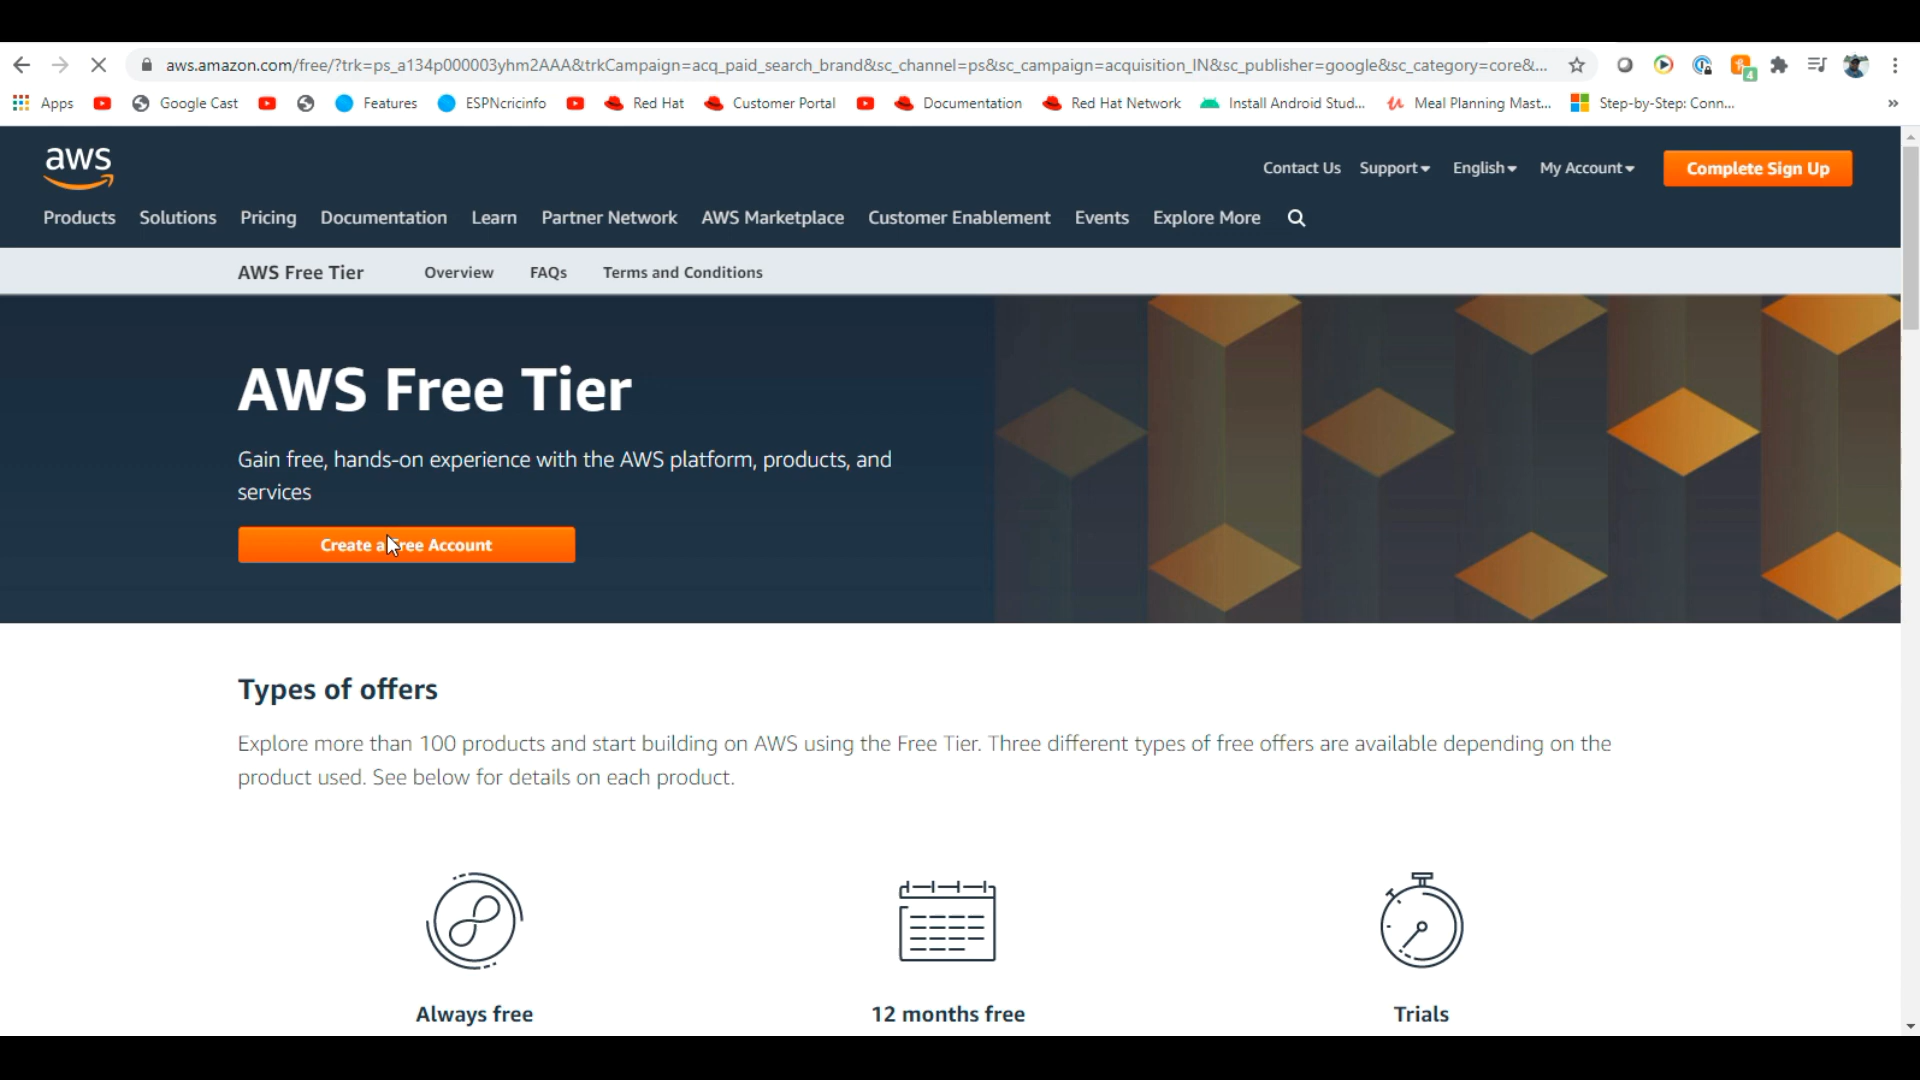 aws.amazon.com/free/?trk=ps_a134p000003yhm2AAA&trkCampaign=acq_paid_search_brand&sc_channel=ps&sc_campaign=acquisition_IN&sc_publisher=google&sc_category=core&...
4
Apps Google Cast Features ESPNcricinfo Red Hat Customer Portal Documentation Red Hat Network Install Android Stud... Meal Planning Mast... Step-by-Step: Conn... »
aws
Contact Us Support English My Account Complete Sign Up
Products Solutions Pricing Documentation Learn Partner Network AWS Marketplace Customer Enablement Events Explore More
AWS Free Tier Overview FAQs Terms and Conditions
AWS Free Tier
Gain free, hands-on experience with the AWS platform, products, and
services
Create a Free Account
Types of offers
Explore more than 100 products and start building on AWS using the Free Tier. Three different types of free offers are available depending on the
product used. See below for details on each product.
Always free 12 months free Trials